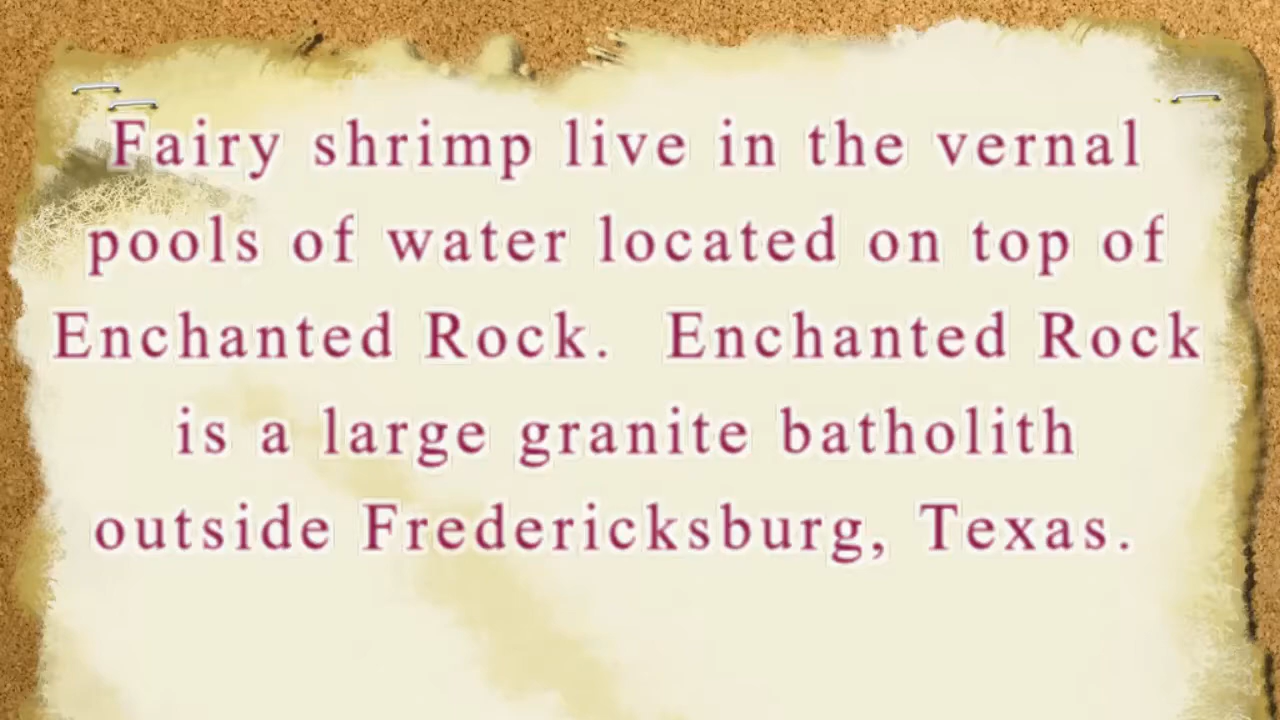 Fairy shrimp live in the vernal
pools of water located on top of
Enchanted Rock.  Enchanted Rock
is a large granite batholith
outside Fredericksburg, Texas.